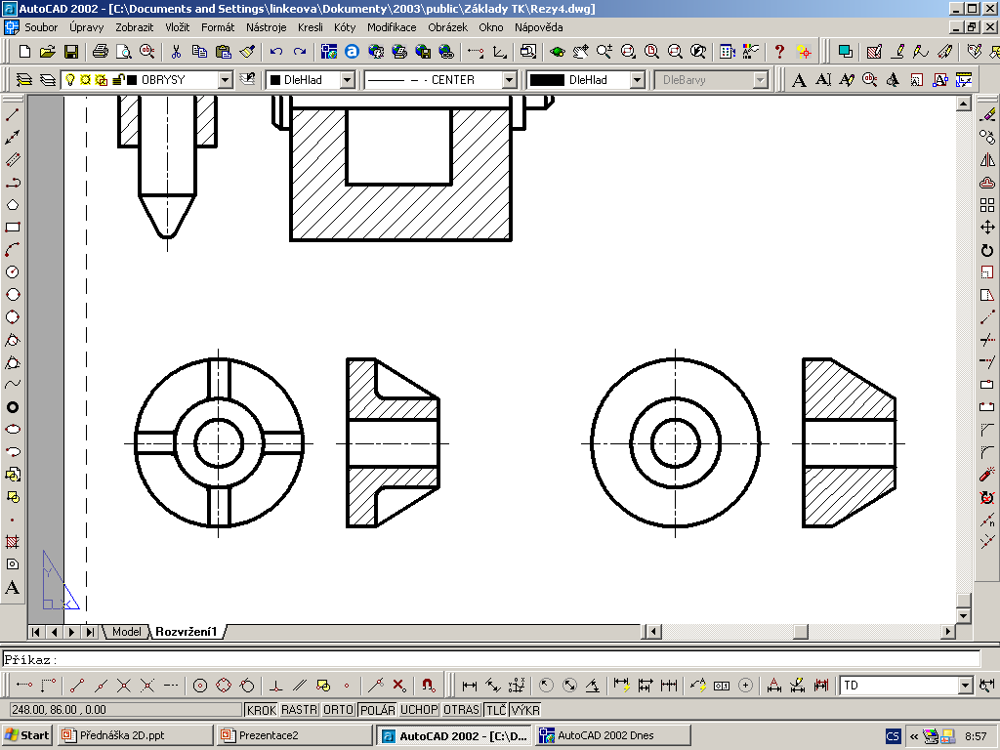 AutoCAD 2002 - [C:\Documents and Settings\linkeova\Dokumenty\2003\public\Základy TK\Rezy4.dwg]
Soubor Úpravy Zobrazit Vložit Formát Nástroje Kresli Kóty Modifikace Obrázek Okno Nápověda
OBRYSY DleHlad CENTER DleHlad DleBarvy
Y
X
A
Model Rozvržení1
Příkaz:
TD
248.00, 86.00 , 0.00 KROK RASTR ORTO POLÁR UCHOP OTRAS TLČ VÝKR
Start Přednáška 2D.ppt Prezentace2 AutoCAD 2002 - [C:\D... AutoCAD 2002 Dnes CS « 8:57